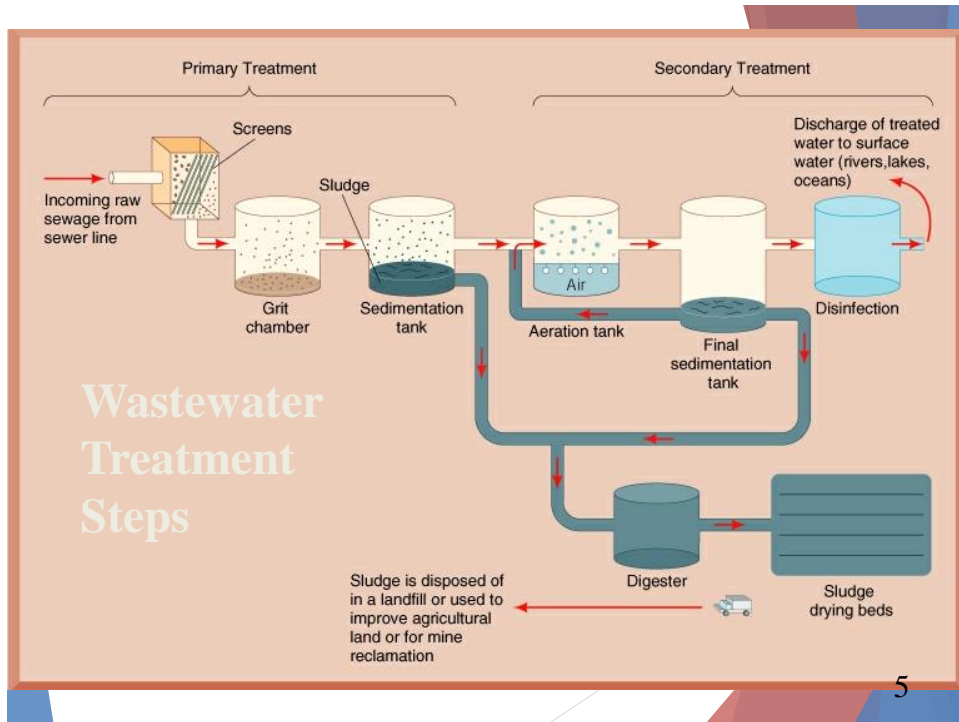 Primary Treatment
Secondary Treatment
Screens
Discharge of treated
water to surface
water (rivers,lakes,
oceans)
Sludge
Incoming raw
sewage from
sewer line
Air
Grit
chamber
Sedimentation
tank
Aeration tank
Final
sedimentation
tank
Disinfection
Wastewater
Treatment
Steps
Digester
Sludge
drying beds
Sludge is disposed of
in a landfill or used to
improve agricultural
land or for mine
reclamation
5